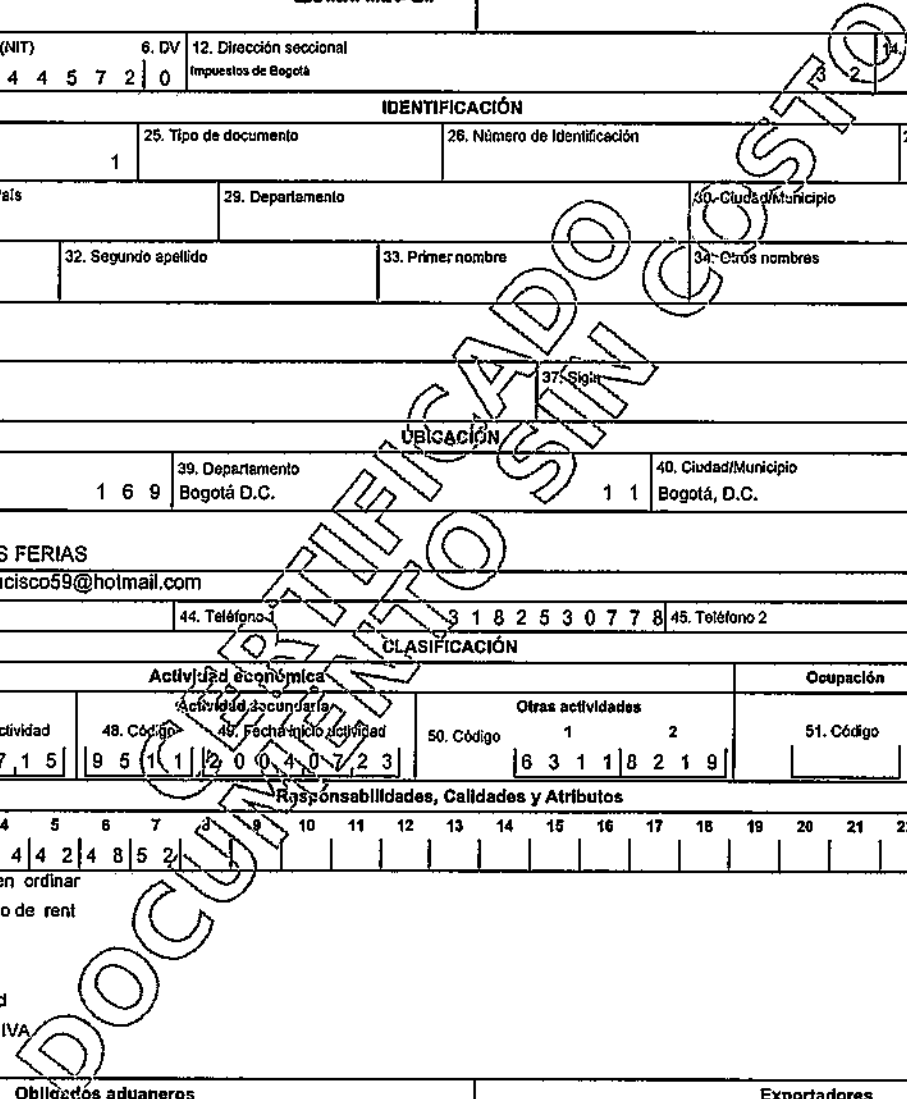 (NIT) 6. DV 12. Dirección seccional 14.
4 4 5 7 2 0 Impuestos de Bogotá 3 2
IDENTIFICACIÓN
25. Tipo de documento 26. Número de Identificación 2
1
País 29. Departamento 30. Ciudad/Municipio
32. Segundo apellido 33. Primer nombre 34. Otros nombres
37. Sigla
UBICACIÓN
39. Departamento 40. Ciudad/Municipio
1 6 9 Bogotá D.C. 1 1 Bogotá, D.C.
S FERIAS
ucisco59@hotmail.com
44. Teléfono 1 3 1 8 2 5 3 0 7 7 8 45. Teléfono 2
CLASIFICACIÓN
Actividad económica Ocupación
Actividad secundaria Otras actividades
ctividad 48. Código 49. Fecha inicio actividad 50. Código 1 2 51. Código
7 1 5 9 5 1 1 2 0 0 4 0 7 2 3 6 3 1 1 8 2 1 9
Responsabilidades, Calidades y Atributos
4 5 6 7 8 9 10 11 12 13 14 15 16 17 18 19 20 21 22
4 4 2 4 8 5 2
en ordinar
o de rent
d
IVA
Obligados aduaneros Exportadores
CERTIFICADO
DOCUMENTO SIN COSTO